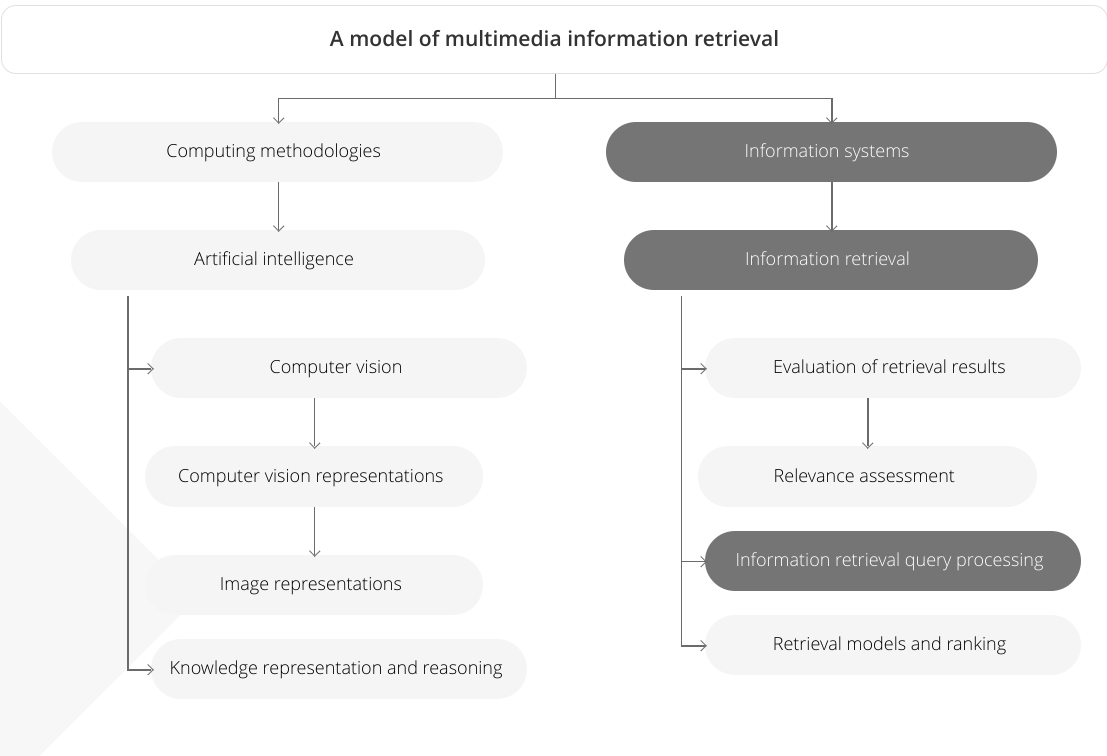 A model of multimedia information retrieval
Computing methodologies
Artificial intelligence
Computer vision
Computer vision representations
Image representations
Knowledge representation and reasoning
Information systems
Information retrieval
Evaluation of retrieval results
Relevance assessment
Information retrieval query processing
Retrieval models and ranking